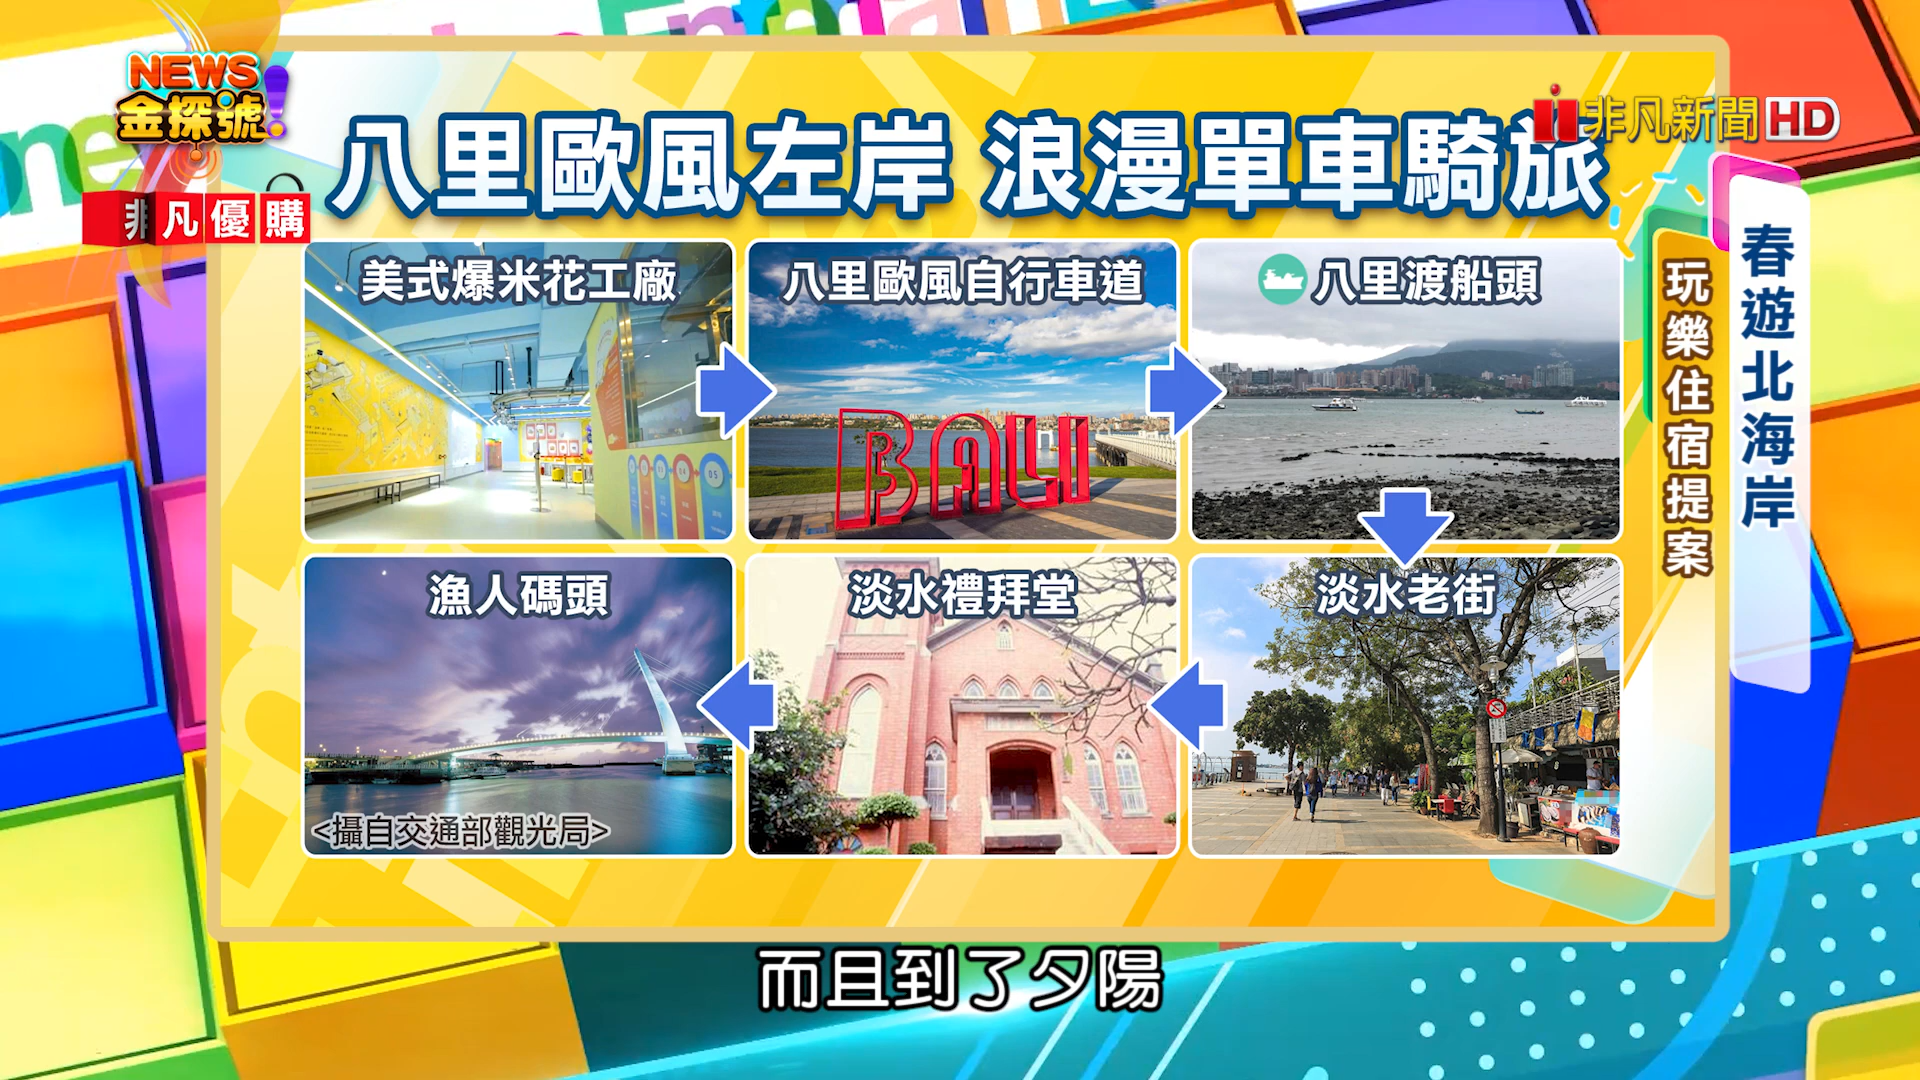 NEWS
金探號!
非凡優購
八里歐風左岸 浪漫單車騎旅
非凡新聞HD
春遊北海岸
玩樂住宿提案
美式爆米花工廠
八里歐風自行車道
八里渡船頭
BALI
漁人碼頭
淡水禮拜堂
淡水老街
<攝自交通部觀光局>
而且到了夕陽